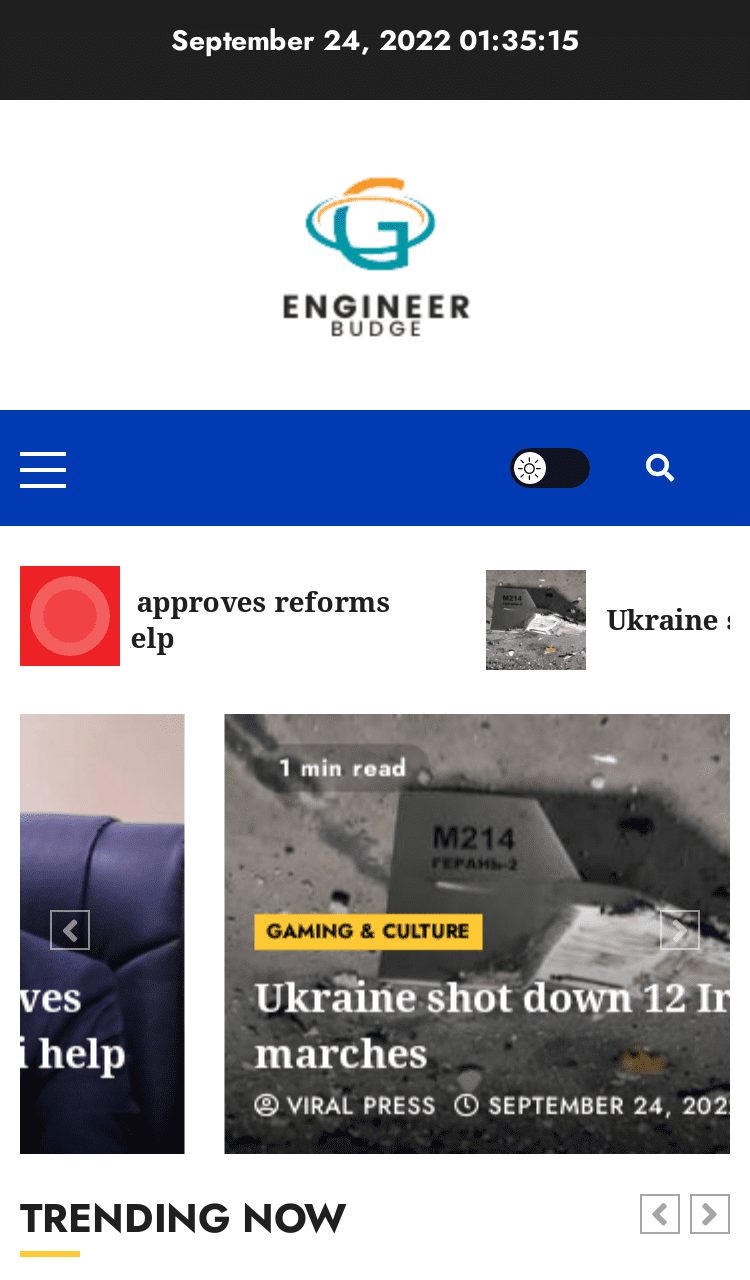 September 24, 2022 01:35:15
ENGINEER
BUDGE
approves reforms
elp
M214
Ukraine s
1 min read
M214
ГЕРАНЬ-2
GAMING & CULTURE
ves
Ukraine shot down 12 Ir
i help
marches
VIRAL PRESS SEPTEMBER 24, 202
TRENDING NOW